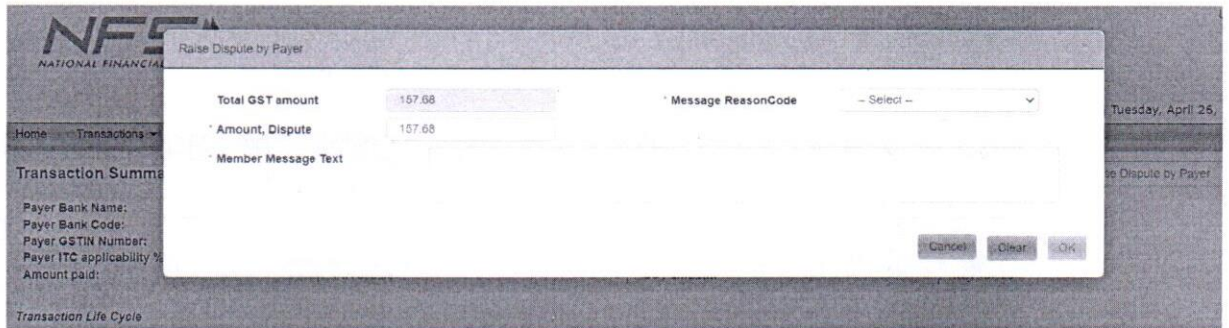 NFS
NATIONAL FINANCIAL
Raise Dispute by Payer
Total GST amount 157.68 * Message ReasonCode -- Select --
Tuesday, April 26,
* Amount, Dispute 157.68
Home Transactions
* Member Message Text
Transaction Summa
se Dispute by Payer
Payer Bank Name:
Payer Bank Code:
Payer GSTIN Number:
Payer ITC applicability %
Cancel Clear OK
Amount paid:
Transaction Life Cycle